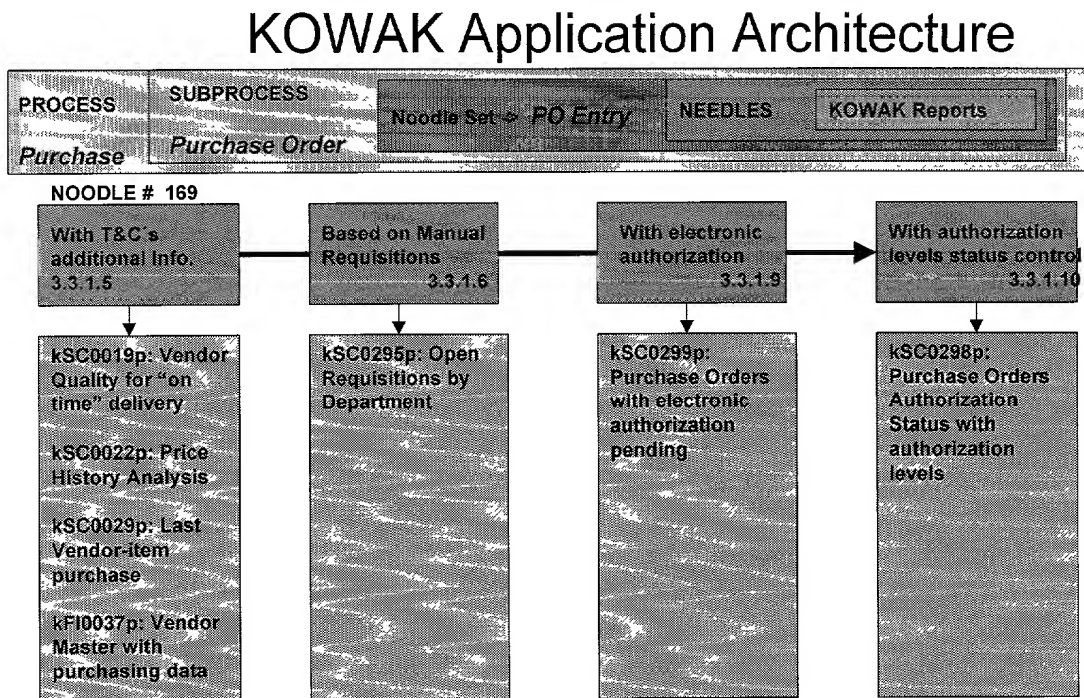 KOWAK Application Architecture
PROCESS
Purchase
SUBPROCESS
Purchase Order
Noodle Set => PO Entry
NEEDLES
KOWAK Reports
NOODLE # 169
With T&C´s
additional Info.
3.3.1.5
Based on Manual
Requisitions
3.3.1.6
With electronic
authorization
3.3.1.9
With authorization
levels status control
3.3.1.10
kSC0019p: Vendor
Quality for “on
time” delivery
kSC0022p: Price
History Analysis
kSC0029p: Last
Vendor-item
purchase
kFI0037p: Vendor
Master with
purchasing data
kSC0295p: Open
Requisitions by
Department
kSC0299p:
Purchase Orders
with electronic
authorization
pending
kSC0298p:
Purchase Orders
Authorization
Status with
authorization
levels